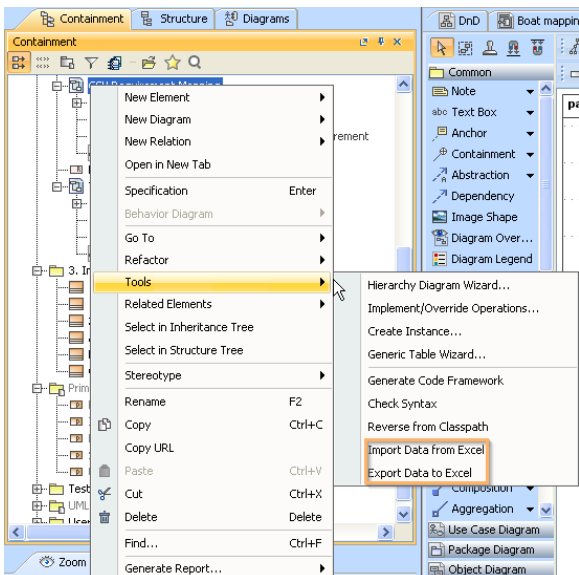 Containment
Structure
Diagrams
DnD
Boat mappin
Containment
Common
Note
abc Text Box
Anchor
Containment
Abstraction
Dependency
Image Shape
Diagram Over...
Diagram Legend
pa
New Element
New Diagram
New Relation
rement
Open in New Tab
Specification Enter
Behavior Diagram
Go To
Refactor
3. In
Tools
Related Elements
Select in Inheritance Tree
Select in Structure Tree
Stereotype
Prim
Rename F2
Copy Ctrl+C
Copy URL
Paste Ctrl+V
Test
Cut Ctrl+X
UML
Delete Delete
User
Find... Ctrl+F
Zoom
Generate Report...
Hierarchy Diagram Wizard...
Implement/Override Operations...
Create Instance...
Generic Table Wizard...
Generate Code Framework
Check Syntax
Reverse from Classpath
Import Data from Excel
Export Data to Excel
Composition
Aggregation
Use Case Diagram
Package Diagram
Object Diagram